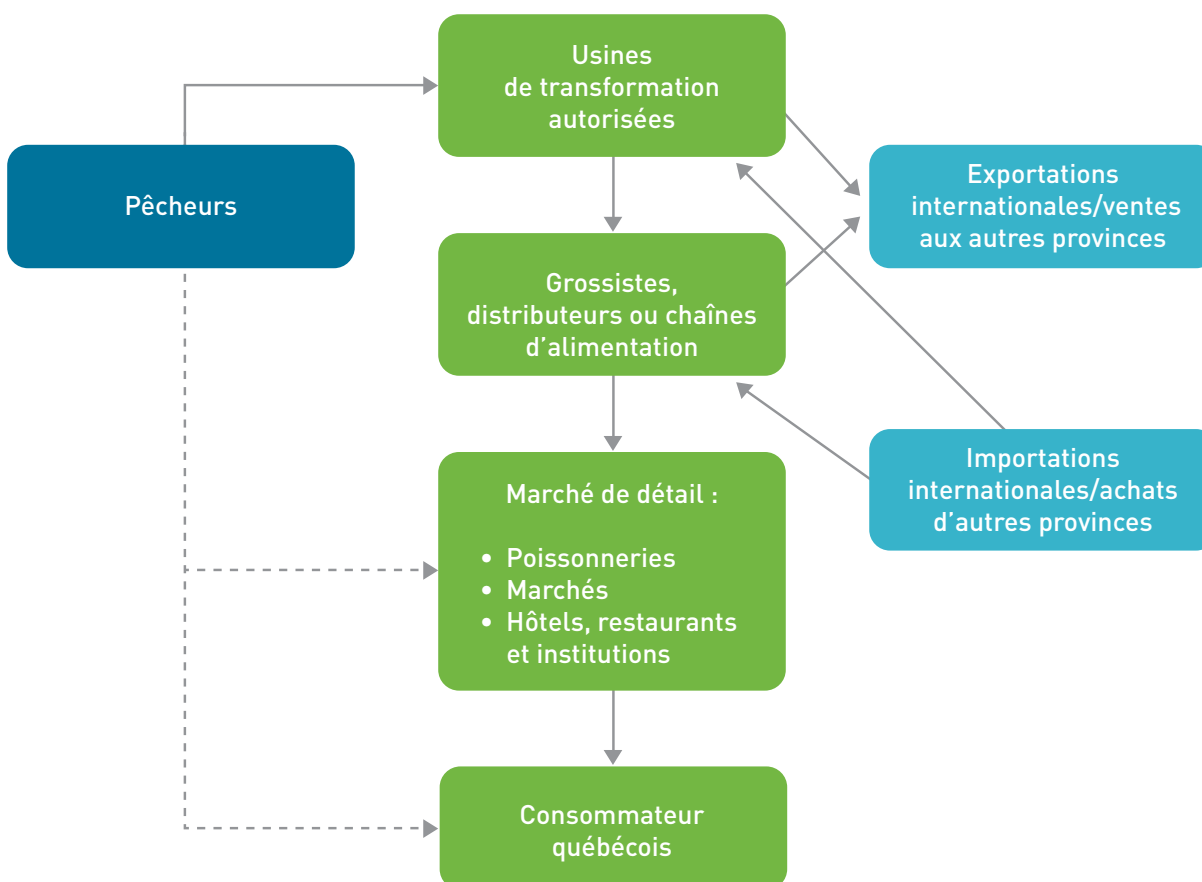 Usines
de transformation
autorisées
Pêcheurs
Exportations
internationales/ventes
aux autres provinces
Grossistes,
distributeurs ou chaînes
d’alimentation
Importations
internationales/achats
d’autres provinces
Marché de détail :
• Poissonneries
• Marchés
• Hôtels, restaurants
et institutions
Consommateur
québécois